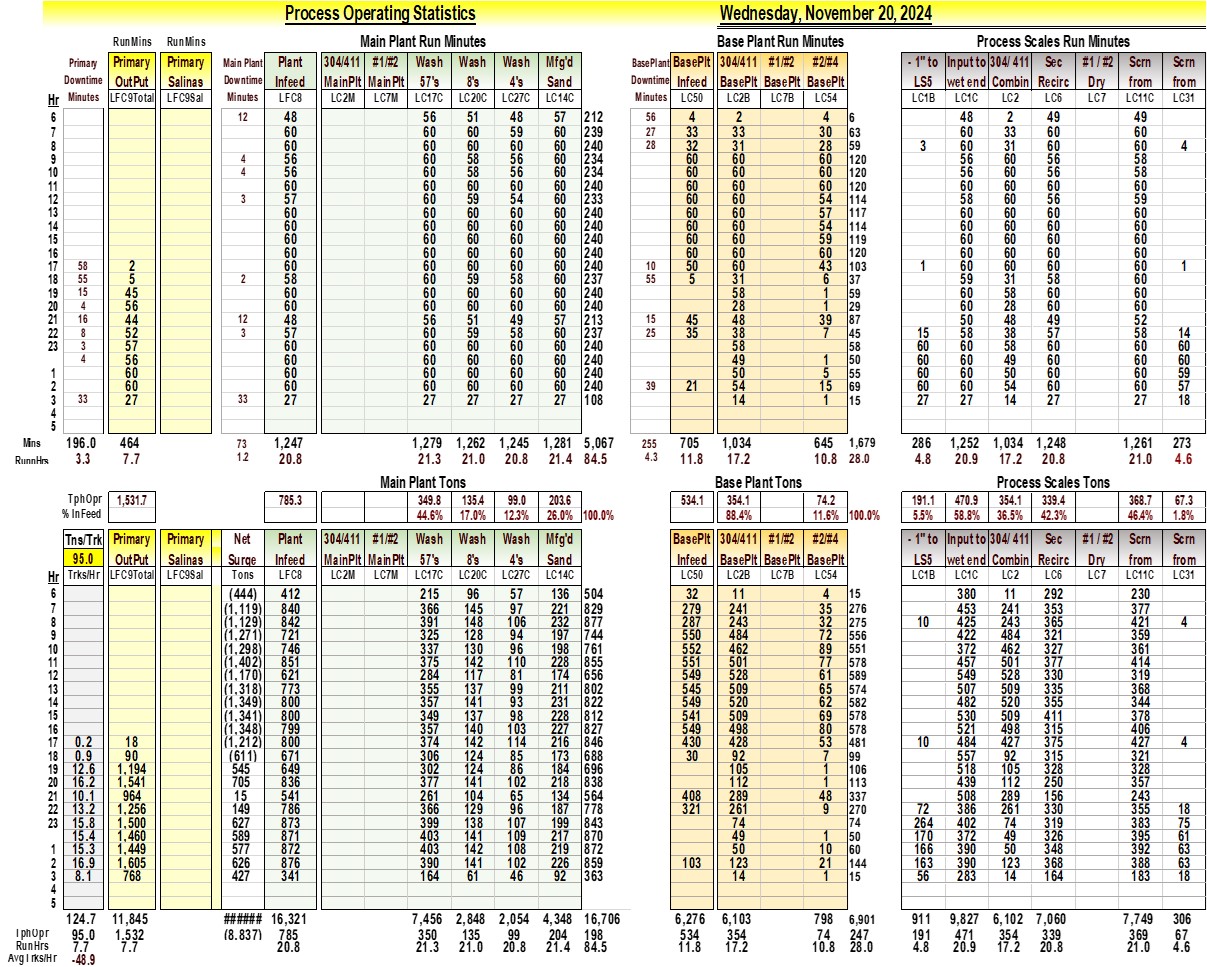 Process Operating Statistics Wednesday, November 20, 2024
RunMins RunMins Main Plant Run Minutes Base Plant Run Minutes Process Scales Run Minutes
Primary Primary Primary Main Plant Plant 304/411 #1/#2 Wash Wash Wash Mfg'd BasePlant BasePlt 304/411 #1/#2 #2/#4 - 1" to Input to 304/ 411 Sec #1 / #2 Scrn Scrn
Downtime OutPut Salinas Downtime Infeed MainPlt MainPlt 57's 8's 4's Sand Downtime Infeed BasePlt BasePlt BasePlt LS5 wet end Combin Recirc Dry from from
Hr Minutes LFC9Total LFC9Sal Minutes LFC8 LC2M LC7M LC17C LC20C LC27C LC14C Minutes LC50 LC2B LC7B LC54 LC1B LC1C LC2 LC6 LC7 LC11C LC31
6 12 48 56 51 48 57 212 56 4 2 4 6 48 2 49 49
7 60 60 60 59 60 239 27 33 33 30 63 60 33 60 60
8 60 60 60 60 60 240 28 32 31 28 59 3 60 31 60 60 4
9 4 56 60 58 56 60 234 60 60 60 120 56 60 56 58
10 4 56 60 58 56 60 234 60 60 60 120 56 60 56 58
11 60 60 60 60 60 240 60 60 60 120 60 60 60 60
12 3 57 60 59 54 60 233 60 60 54 114 58 60 56 59
13 60 60 60 60 60 240 60 60 57 117 60 60 60 60
14 60 60 60 60 60 240 60 60 54 114 60 60 60 60
15 60 60 60 60 60 240 60 60 59 119 60 60 60 60
16 60 60 60 60 60 240 60 60 60 120 60 60 60 60
17 58 2 60 60 60 60 60 240 10 50 60 43 103 1 60 60 60 60 1
18 55 5 2 58 60 59 58 60 237 55 5 31 6 37 59 31 58 60
19 15 45 60 60 60 60 60 240 58 1 59 60 58 60 60
20 4 56 60 60 60 60 60 240 28 1 29 60 28 60 60
21 16 44 12 48 56 51 49 57 213 15 45 48 39 87 50 48 49 52
22 8 52 3 57 60 59 58 60 237 25 35 38 7 45 15 58 38 57 58 14
23 3 57 60 60 60 60 60 240 58 58 60 60 58 60 60 60
4 56 60 60 60 60 60 240 49 1 50 60 60 49 60 60 60
1 60 60 60 60 60 60 240 50 5 55 60 60 50 60 60 59
2 60 60 60 60 60 60 240 39 21 54 15 69 60 60 54 60 60 57
3 33 27 33 27 27 27 27 27 108 14 1 15 27 27 14 27 27 18
4
5
Mins 196.0 464 73 1,247 1,279 1,262 1,245 1,281 5,067 255 705 1,034 645 1,679 286 1,252 1,034 1,248 1,261 273
RunnHrs 3.3 7.7 1.2 20.8 21.3 21.0 20.8 21.4 84.5 4.3 11.8 17.2 10.8 28.0 4.8 20.9 17.2 20.8 21.0 4.6
Main Plant Tons Base Plant Tons Process Scales Tons
TphOpr 1,531.7 785.3 349.8 135.4 99.0 203.6 534.1 354.1 74.2 191.1 470.9 354.1 339.4 368.7 67.3
% InFeed 44.6% 17.0% 12.3% 26.0% 100.0% 88.4% 11.6% 100.0% 5.5% 58.8% 36.5% 42.3% 46.4% 1.8%
Tns/Trk Primary Primary Net Plant 304/411 #1/#2 Wash Wash Wash Mfg'd BasePlt 304/411 #1/#2 #2/#4 - 1" to Input to 304/ 411 Sec #1 / #2 Scrn Scrn
95.0 OutPut Salinas Surge Infeed MainPlt MainPlt 57's 8's 4's Sand Infeed BasePlt BasePlt BasePlt LS5 wet end Combin Recirc Dry from from
Hr Trks/Hr LFC9Total LFC9Sal Tons LFC8 LC2M LC7M LC17C LC20C LC27C LC14C LC50 LC2B LC7B LC54 LC1B LC1C LC2 LC6 LC7 LC11C LC31
6 (444) 412 215 96 57 136 504 32 11 4 15 380 11 292 230
7 (1,119) 840 366 145 97 221 829 279 241 35 276 453 241 353 377
8 (1,129) 842 391 148 106 232 877 287 243 32 275 10 425 243 365 421 4
9 (1,271) 721 325 128 94 197 744 550 484 72 556 422 484 321 359
10 (1,298) 746 337 130 96 198 761 552 462 89 551 372 462 327 361
11 (1,402) 851 375 142 110 228 855 551 501 77 578 457 501 377 414
12 (1,170) 621 284 117 81 174 656 549 528 61 589 549 528 330 319
13 (1,318) 773 355 137 99 211 802 545 509 65 574 507 509 335 368
14 (1,349) 800 357 141 93 231 822 549 520 62 582 482 520 355 344
15 (1,341) 800 349 137 98 228 812 541 509 69 578 530 509 411 378
16 (1,348) 799 357 140 103 227 827 549 498 80 578 521 498 315 406
17 0.2 18 (1,212) 800 374 142 114 216 846 430 428 53 481 10 484 427 375 427 4
18 0.9 90 (611) 671 306 124 85 173 688 30 92 7 99 557 92 315 321
19 12.6 1,194 545 649 302 124 86 184 696 105 1 106 518 105 328 328
20 16.2 1,541 705 836 377 141 102 218 838 112 1 113 439 112 250 357
21 10.1 964 15 541 261 104 65 134 564 408 289 48 337 508 289 156 243
22 13.2 1,256 149 786 366 129 96 187 778 321 261 9 270 72 386 261 330 355 18
23 15.8 1,500 627 873 399 138 107 199 843 74 74 264 402 74 319 383 75
15.4 1,460 589 871 403 141 109 217 870 49 1 50 170 366 49 326 395 61
1 15.3 1,449 577 872 403 142 108 219 872 50 10 60 166 390 50 348 392 63
2 16.9 1,605 626 876 390 141 102 226 859 103 123 21 144 163 390 123 368 388 63
3 8.1 768 427 341 164 61 46 92 363 14 1 15 56 283 14 164 183 18
4
5
124.7 11,845 ###### 16,321 7,456 2,848 2,054 4,348 16,706 6,276 6,103 798 6,901 911 9,827 6,102 7,060 7,749 306
TphOpr 95.0 1,532 (8,837) 785 350 135 99 204 198 534 354 74 247 191 471 354 339 369 67
RunHrs 7.7 7.7 20.8 21.3 21.0 20.8 21.4 84.5 11.8 17.2 10.8 28.0 4.8 20.9 17.2 20.8 21.0 4.6
AvgTrks/Hr -48.9